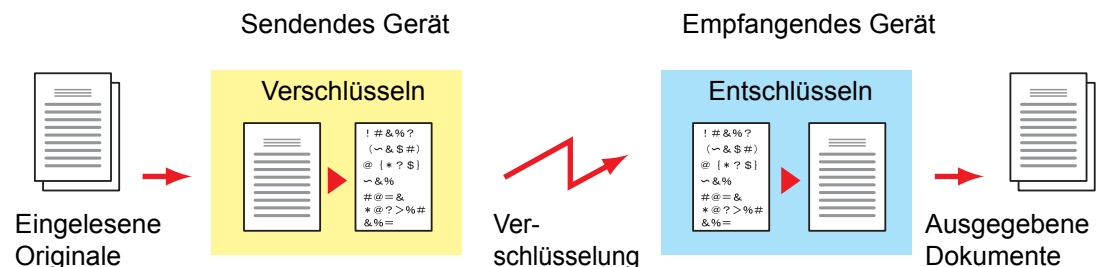 Sendendes Gerät
Empfangendes Gerät
Verschlüsseln
Entschlüsseln
!#&%?
(~&$#)
@{*?$}
~&%
#@=&
*@?>%#
&%=
!#&%?
(~&$#)
@{*?$}
~&%
#@=&
*@?>%#
&%=
Eingelesene
Originale
Ver-
schlüsselung
Ausgegebene
Dokumente